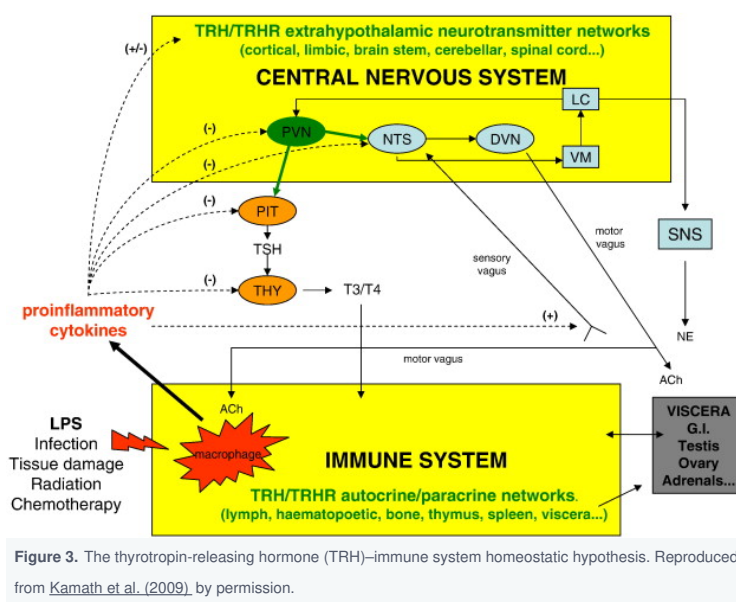 TRH/TRHR extrahypothalamic neurotransmitter networks
(cortical, limbic, brain stem, cerebellar, spinal cord...)
CENTRAL NERVOUS SYSTEM
(+/-)
LC
(-)
PVN
NTS
DVN
VM
(-)
(-)
PIT
TSH
sensory
vagus
motor
vagus
SNS
(-)
THY
T3/T4
proinflammatory
cytokines
(+)
NE
motor vagus
ACh
ACh
LPS
Infection
Tissue damage
Radiation
Chemotherapy
macrophage
IMMUNE SYSTEM
VISCERA
G.I.
Testis
Ovary
Adrenals...
TRH/TRHR autocrine/paracrine networks.
(lymph, haematopoetic, bone, thymus, spleen, viscera...)
Figure 3. The thyrotropin-releasing hormone (TRH)–immune system homeostatic hypothesis. Reproduced
from Kamath et al. (2009) by permission.